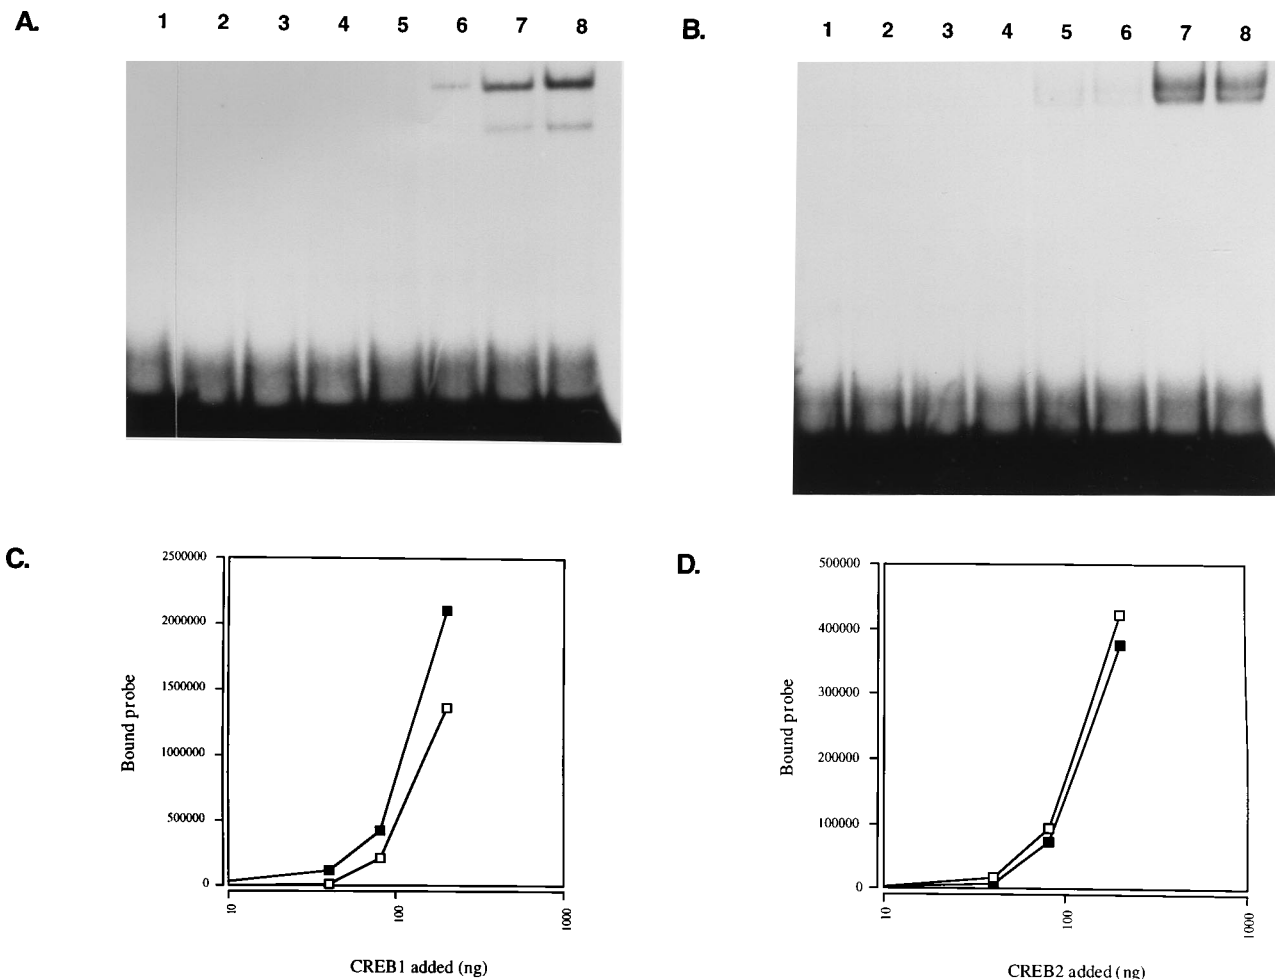 A.
1 2 3 4 5 6 7 8
B.
1 2 3 4 5 6 7 8
C.
2500000
2000000
1500000
1000000
500000
0
Bound probe
10 100 1000
CREB1 added (ng)
D.
500000
400000
300000
200000
100000
0
Bound probe
10 100 1000
CREB2 added (ng)